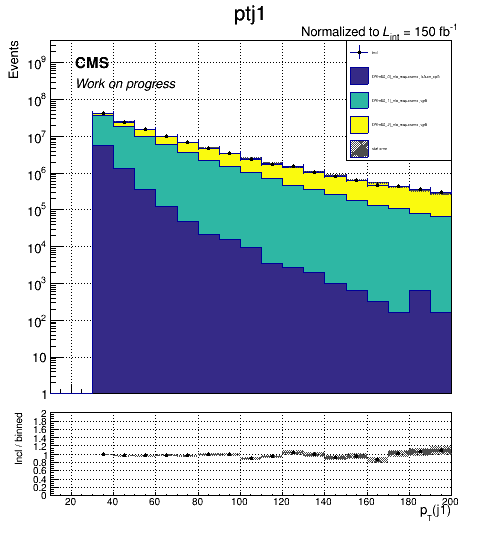 ptj1
Normalized to L_int = 150 fb^-1
Events
CMS
Work on progress
10^9
10^8
10^7
10^6
10^5
10^4
10^3
10^2
10
1
Incl / binned
2
1.8
1.6
1.4
1.2
1
0.8
0.6
0.4
0.2
0
20 40 60 80 100 120 140 160 180 200
p_T(j1)